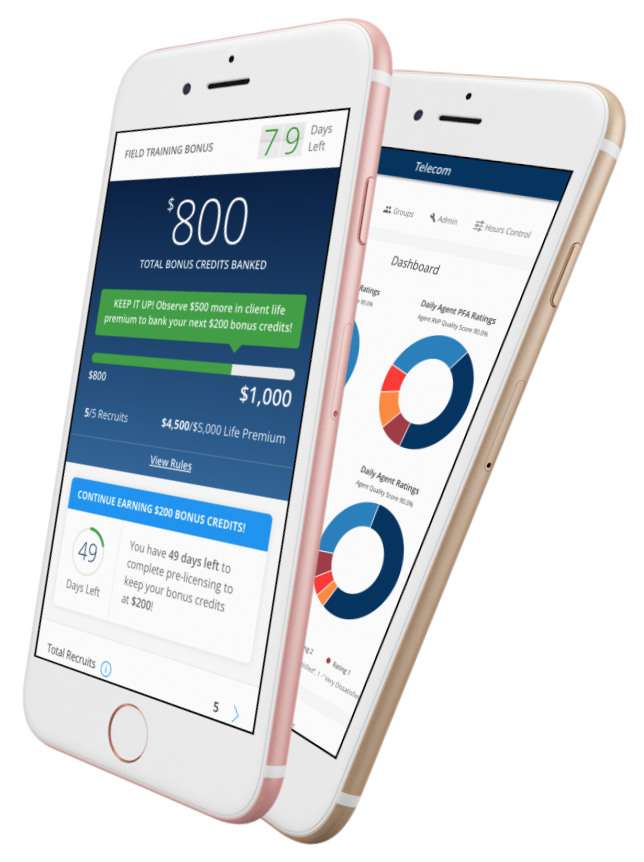 FIELD TRAINING BONUS
79 Days Left
$800
TOTAL BONUS CREDITS BANKED
KEEP IT UP! Observe $500 more in client life
premium to bank your next $200 bonus credits!
$800
$1,000
5/5 Recruits
$4,500/$5,000 Life Premium
View Rules
CONTINUE EARNING $200 BONUS CREDITS!
49
Days Left
You have 49 days left to
complete pre-licensing to
keep your bonus credits
at $200!
Total Recruits
5
Telecom
Groups
Admin
Hours Control
Dashboard
90.0%
Daily Agent PFA Ratings
Agent RVP Quality Score 90.0%
Daily Agent Ratings
Agent Quality Score 90.0%
2
Rating 1
1-"Very